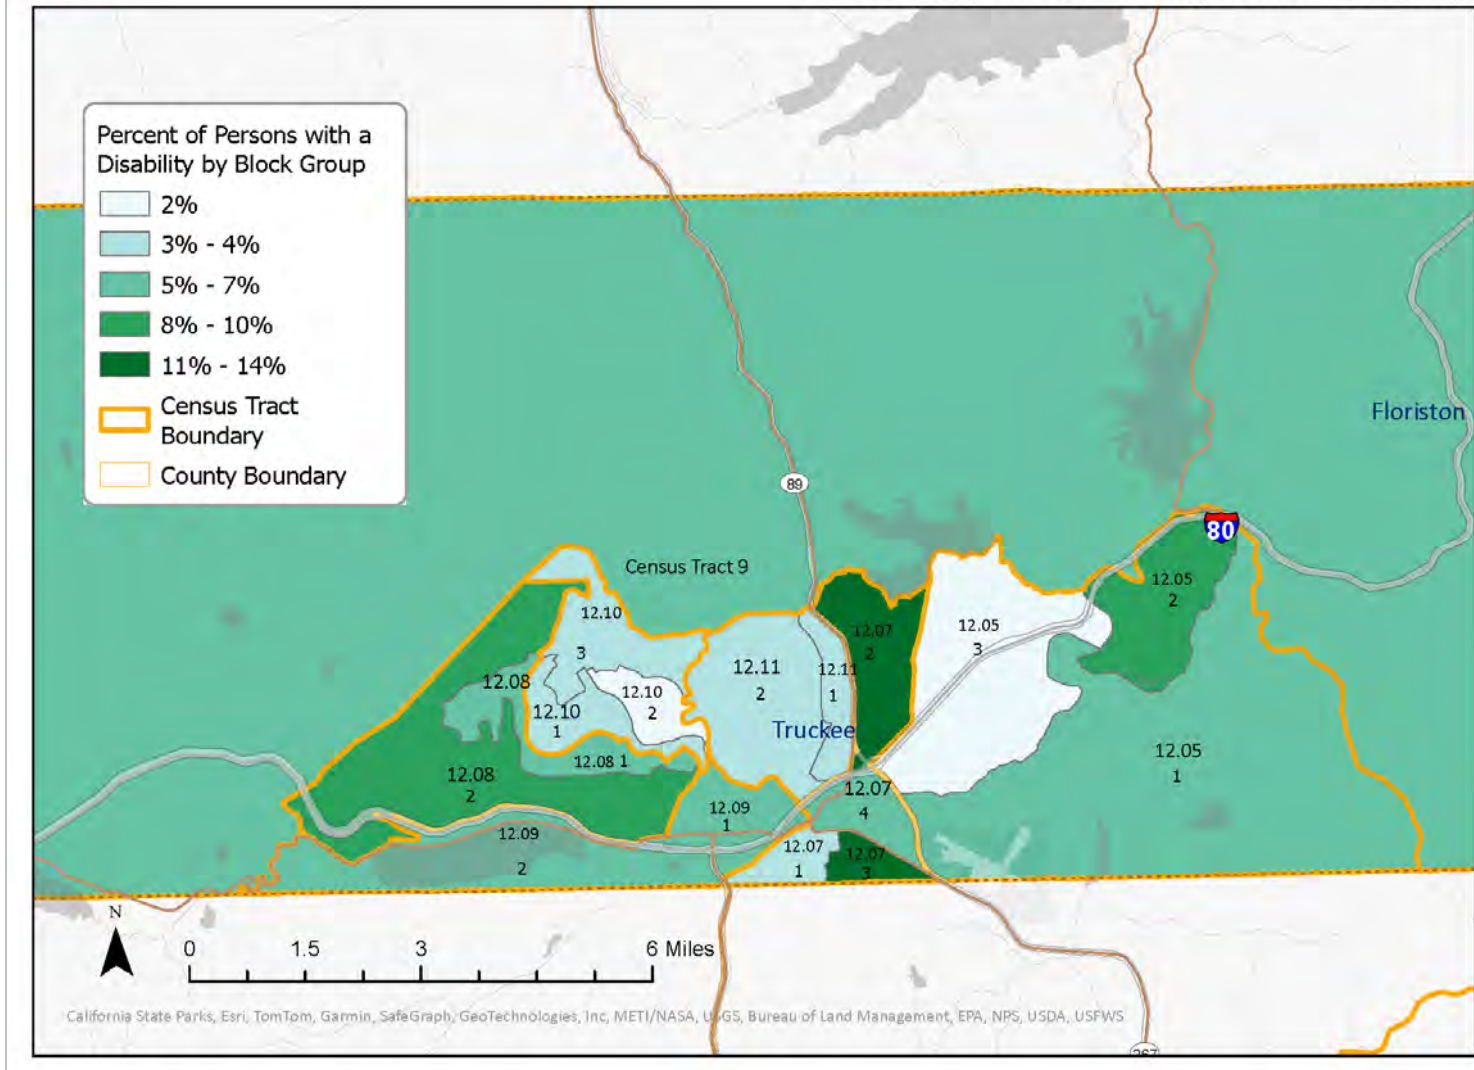 Percent of Persons with a
Disability by Block Group
2%
3% - 4%
5% - 7%
8% - 10%
11% - 14%
Census Tract
Boundary
County Boundary
Floriston
89
80
Census Tract 9
12.05
2
12.10
3
12.07
2
12.05
3
12.11
2
12.11
1
12.08
12.10
2
12.10
1
Truckee
12.05
1
12.08 1
12.08
2
12.07
4
12.09
1
12.09
2
12.07
1
12.07
3
N
0 1.5 3 6 Miles
California State Parks, Esri, TomTom, Garmin, SafeGraph, GeoTechnologies, Inc, METI/NASA, USGS, Bureau of Land Management, EPA, NPS, USDA, USFWS
267